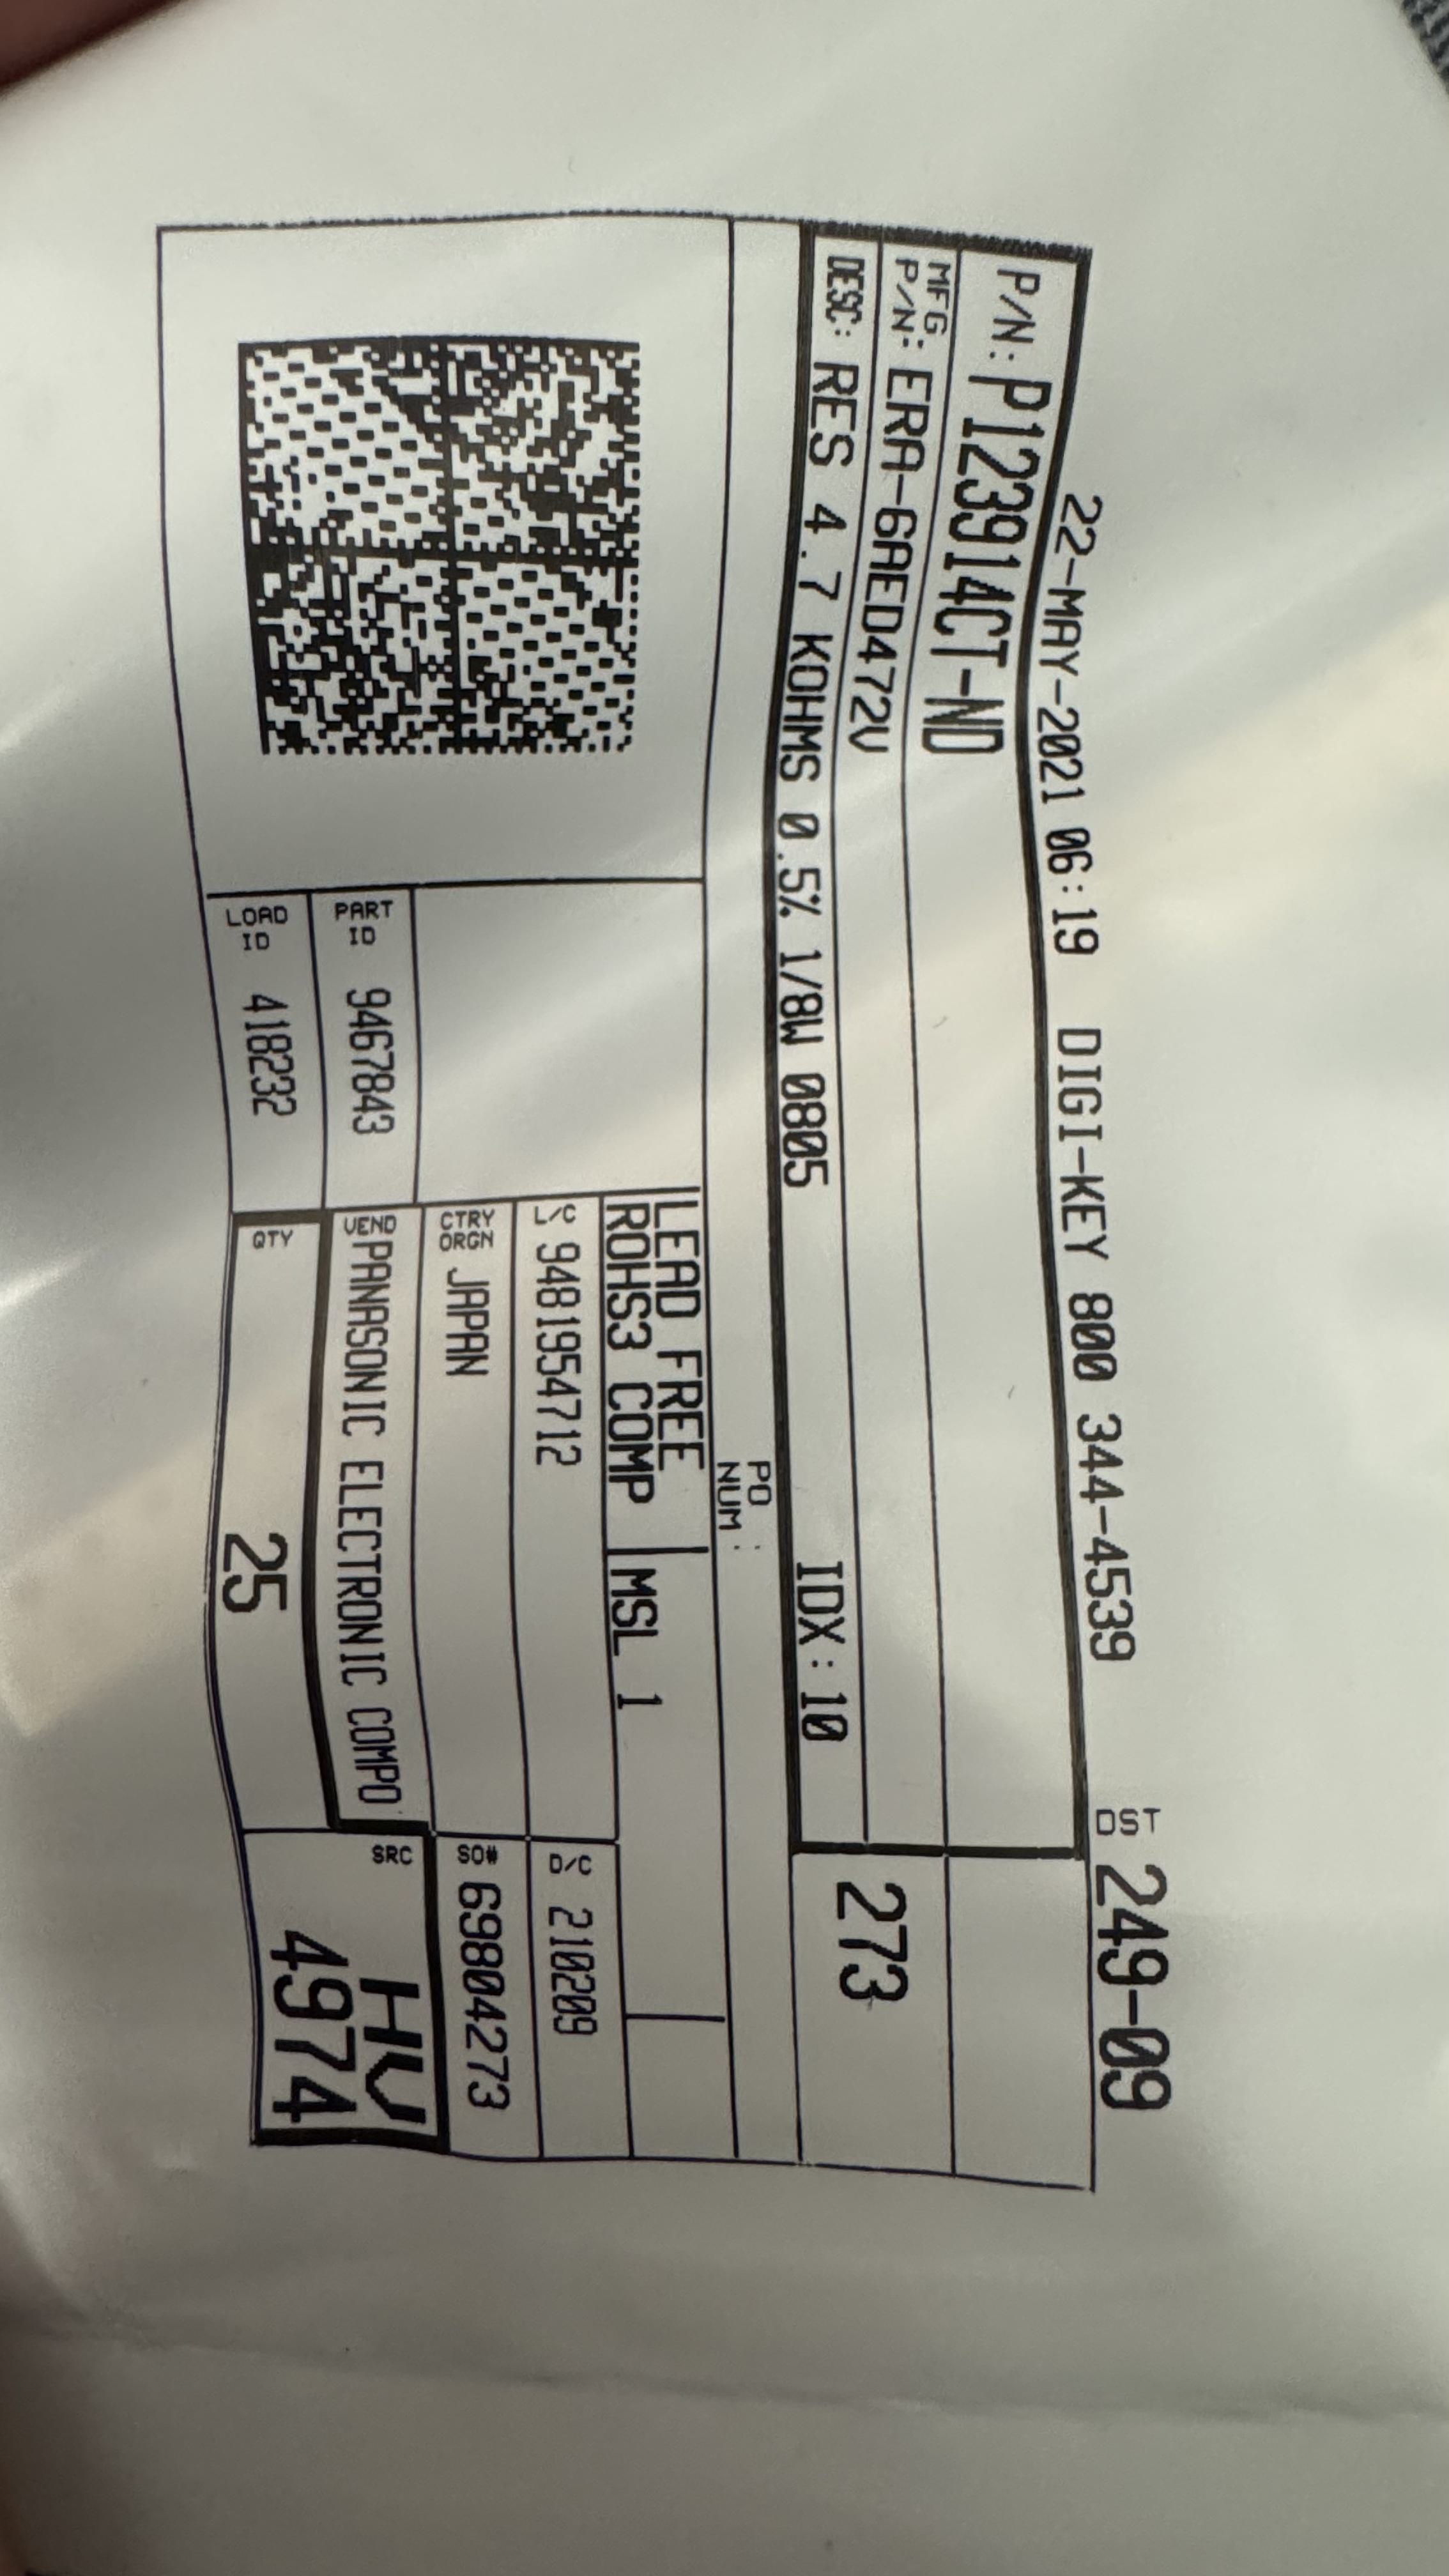 22-MAY-2021 06:19 DIGI-KEY 800 344-4539 DST 249-09
P/N: P123914CT-ND
MFG P/N: ERA-6AED472V
273
DESC: RES 4.7 KOHMS 0.5% 1/8W 0805 IDX:10
PO NUM:
LEAD FREE
ROHS3 COMP MSL 1
L/C 9481954712 D/C 210209
CTRY ORGN JAPAN SO# 69804273
PART ID 9467843 VEND PANASONIC ELECTRONIC COMPO SRC HV
LOAD ID 418232 QTY 25 4974